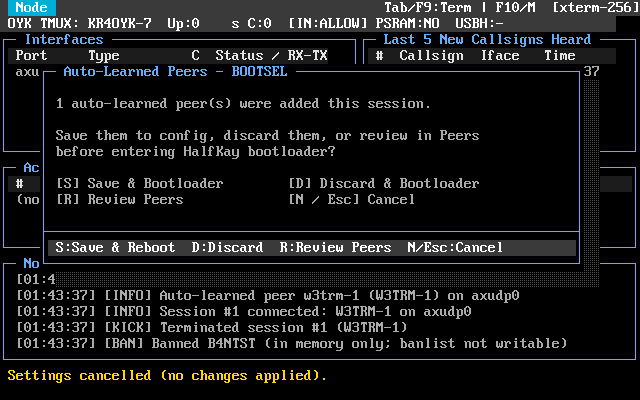 Node Tab/F9:Term | F10/M [xterm-256]
OYK TMUX: KR4OYK-7 Up:0 s C:0 [IN:ALLOW] PSRAM:NO USBH:-
Interfaces Last 5 New Callsigns Heard
Port Type C Status / RX-TX # Callsign Iface Time
axu 37
Auto-Learned Peers - BOOTSEL
1 auto-learned peer(s) were added this session.
Save them to config, discard them, or review in Peers
before entering HalfKay bootloader?
Ac
# [S] Save & Bootloader [D] Discard & Bootloader
(no [R] Review Peers [N / Esc] Cancel
S:Save & Reboot D:Discard R:Review Peers N/Esc:Cancel
No
[01:4
[01:43:37] [INFO] Auto-learned peer w3trm-1 (W3TRM-1) on axudp0
[01:43:37] [INFO] Session #1 connected: W3TRM-1 on axudp0
[01:43:37] [KICK] Terminated session #1 (W3TRM-1)
[01:43:37] [BAN] Banned B4NTST (in memory only; banlist not writable)
Settings cancelled (no changes applied).